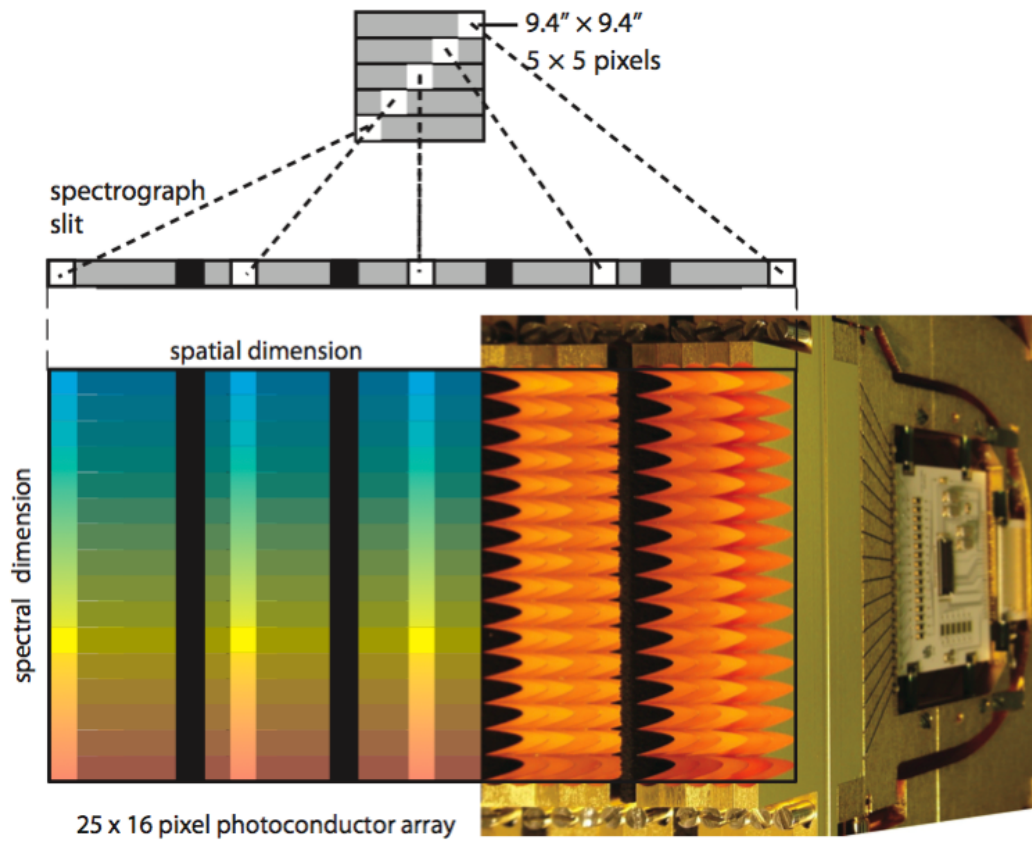 9.4” × 9.4”
5 × 5 pixels
spectrograph
slit
spatial dimension
spectral dimension
25 x 16 pixel photoconductor array